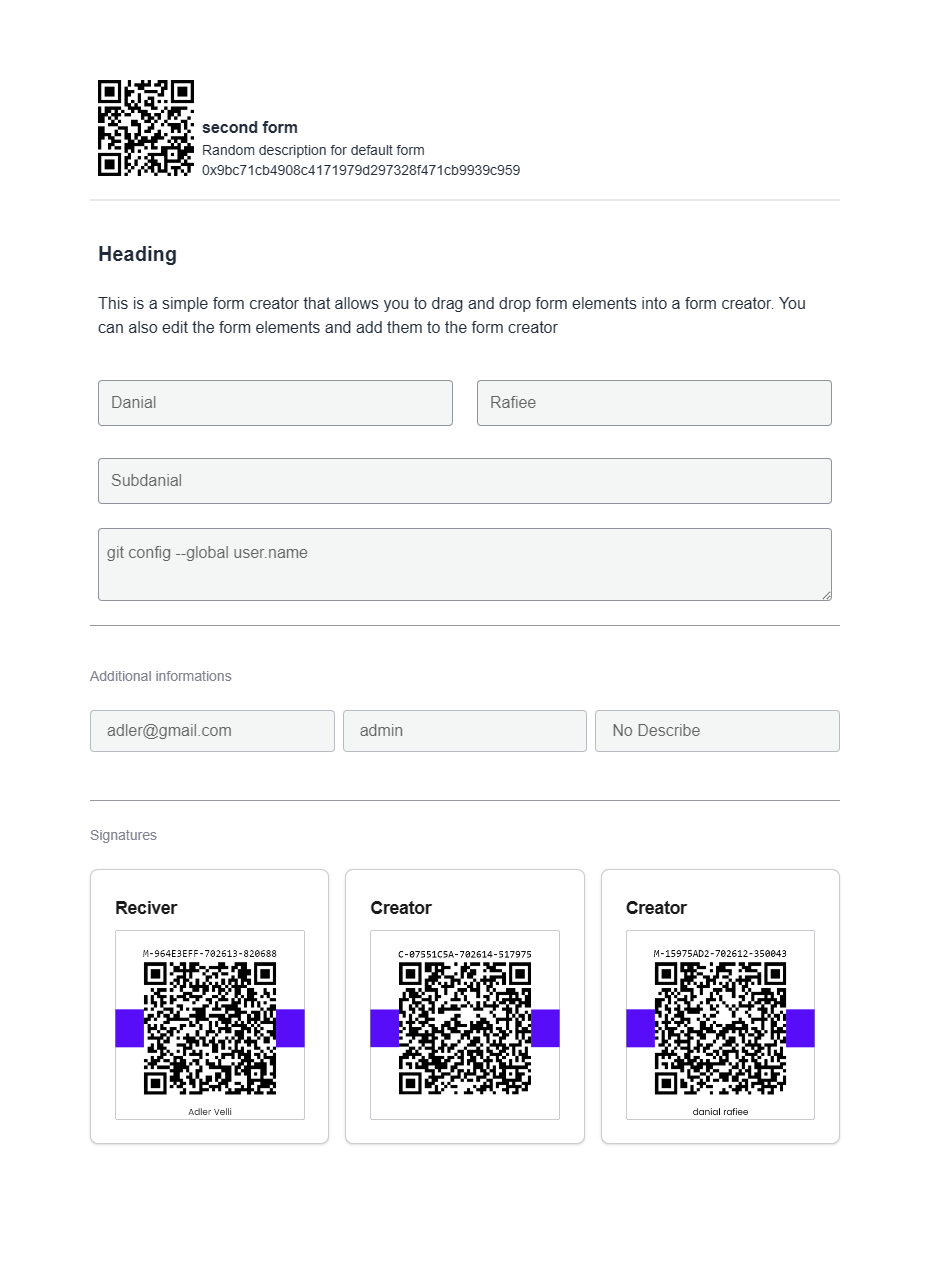 second form
Random description for default form
0x9bc71cb4908c4171979d297328f471cb9939c959
Heading
This is a simple form creator that allows you to drag and drop form elements into a form creator. You
can also edit the form elements and add them to the form creator
Danial
Rafiee
Subdanial
git config --global user.name
Additional informations
adler@gmail.com
admin
No Describe
Signatures
Reciver
M-964E3EFF-702613-820688
Adler Velli
Creator
C-07551C5A-702614-517975
Creator
M-15975AD2-702612-350043
danial rafiee